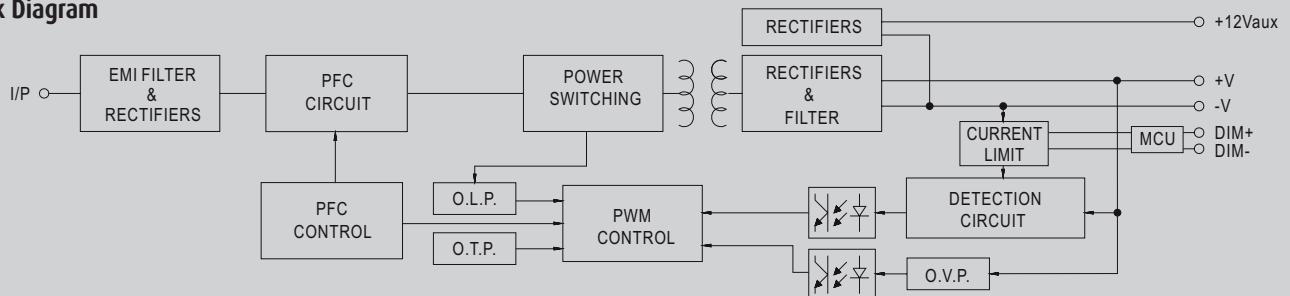 Diagram
RECTIFIERS
+12Vaux
EMI FILTER
&
RECTIFIERS
PFC
CIRCUIT
POWER
SWITCHING
RECTIFIERS
&
FILTER
I/P
+V
-V
CURRENT
LIMIT
MCU
DIM+
DIM-
PFC
CONTROL
O.L.P.
O.T.P.
PWM
CONTROL
DETECTION
CIRCUIT
O.V.P.